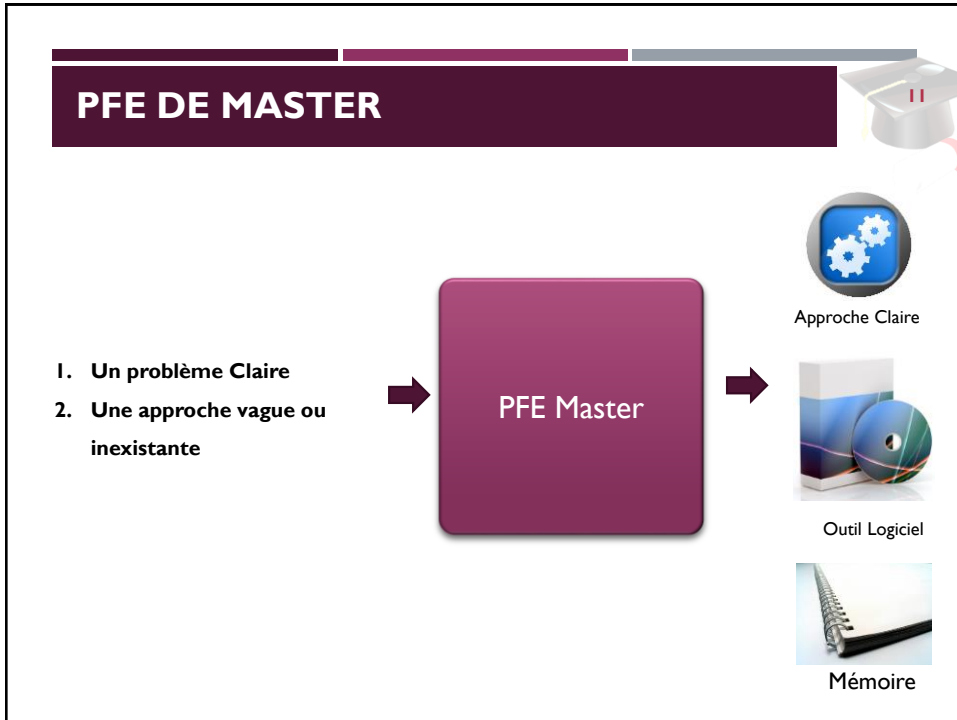 PFE DE MASTER
11
Approche Claire
1. Un problème Claire
2. Une approche vague ou
inexistante
PFE Master
Outil Logiciel
Mémoire